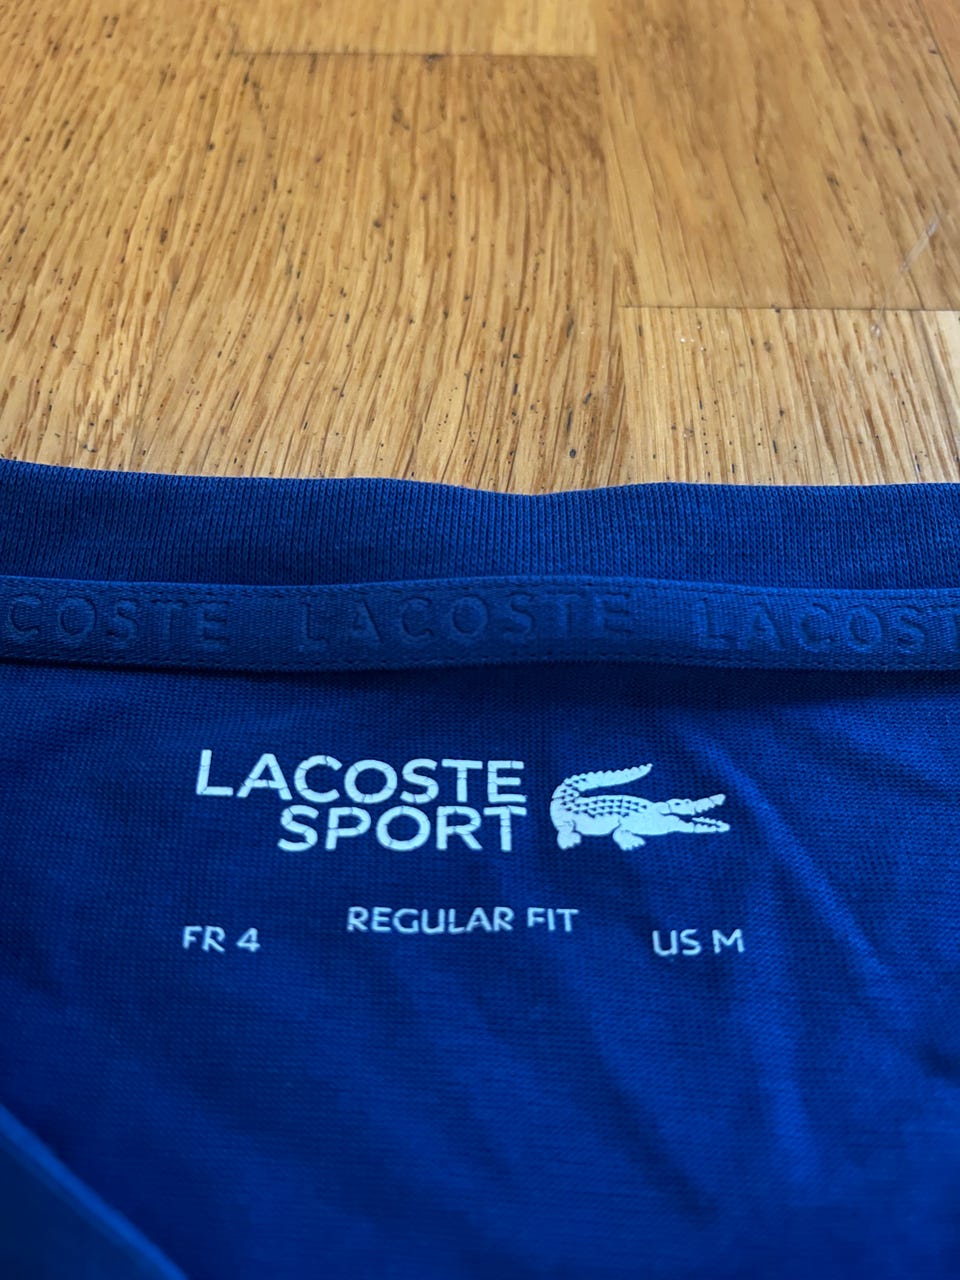 COSTE LACOSTE LACOST
LACOSTE
SPORT
REGULAR FIT
FR 4 US M